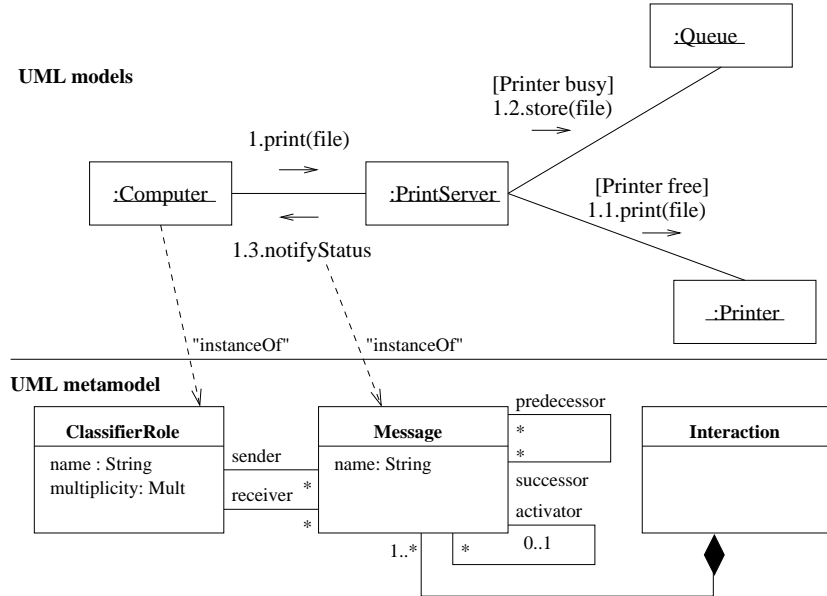 :Queue
UML models
[Printer busy]
1.2.store(file)
1.print(file)
:Computer
:PrintServer
[Printer free]
1.1.print(file)
1.3.notifyStatus
:Printer
"instanceOf"
"instanceOf"
UML metamodel
predecessor
ClassifierRole
Message
Interaction
*
name : String
sender
name: String
*
multiplicity: Mult
receiver
*
successor
activator
*
1..*
*
0..1